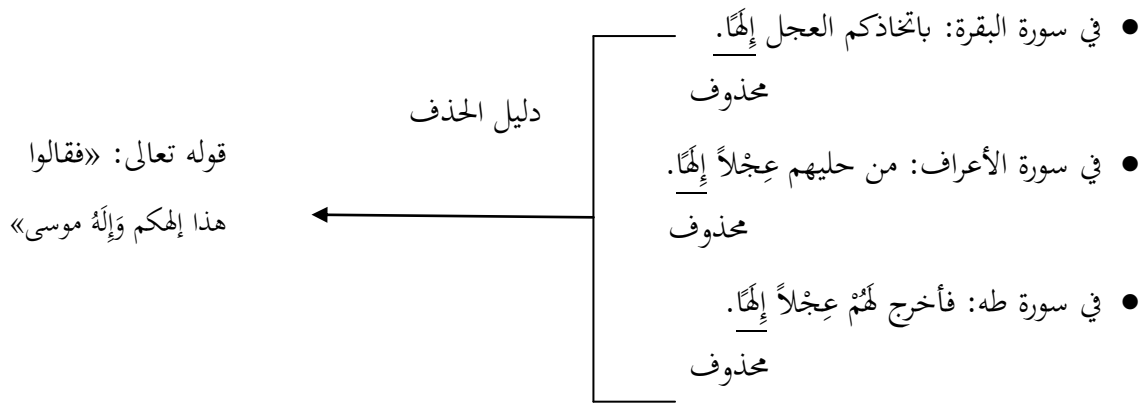 ● في سورة البقرة: باتخاذكم العجل إِلَهًا.
محذوف
● في سورة الأعراف: من حليهم عِجْلاً إِلَهًا.
محذوف
● في سورة طه: فأخرج لَهُمْ عِجْلاً إِلَهًا.
محذوف
دليل الحذف
قوله تعالى: «فقالوا
هذا إلهكم وَإِلَهُ موسى»